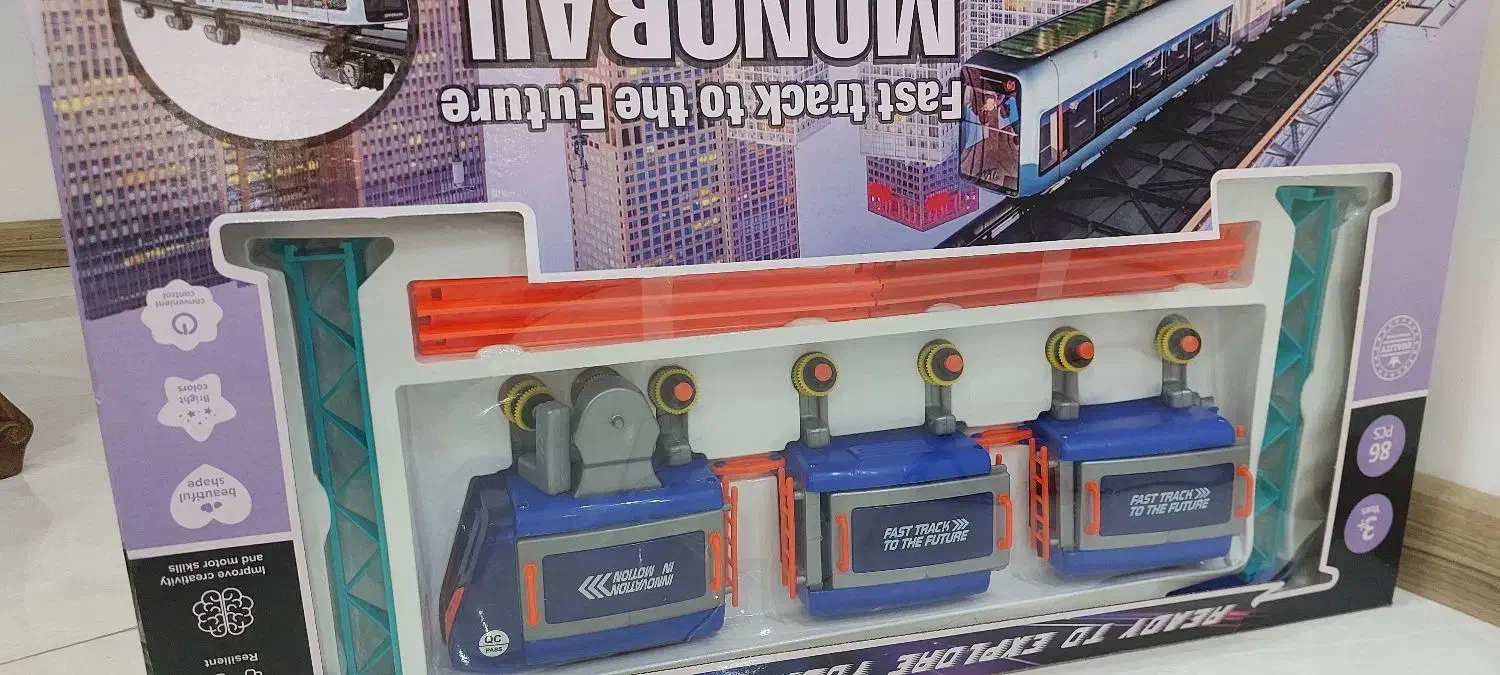 MONORAIL
Fast track to the Future
09
convenient
control
Bright
colors
beautiful
shape
Improve creativity
and motor skills
Resilient
QUALITY
86
PCS
3+
Years
INNOVATION
IN MOTION
FAST TRACK
TO THE FUTURE
FAST TRACK
TO THE FUTURE
QC
PASS
READY TO EXPLORE